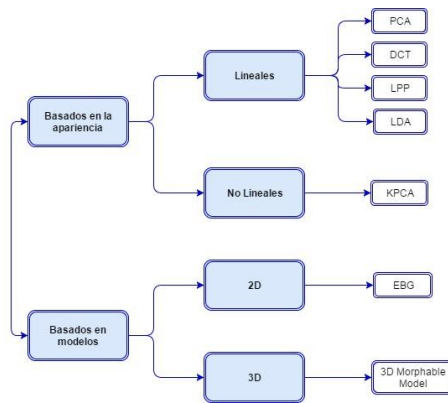 Basados en la
apariencia
Lineales
PCA
DCT
LPP
LDA
No Lineales
KPCA
Basados en
modelos
2D
EBG
3D
3D Morphable
Model